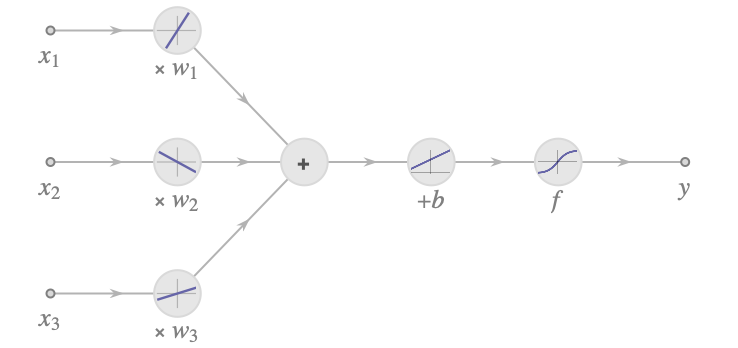 x₁
× w₁
x₂
× w₂
+
+b
f
y
x₃
× w₃